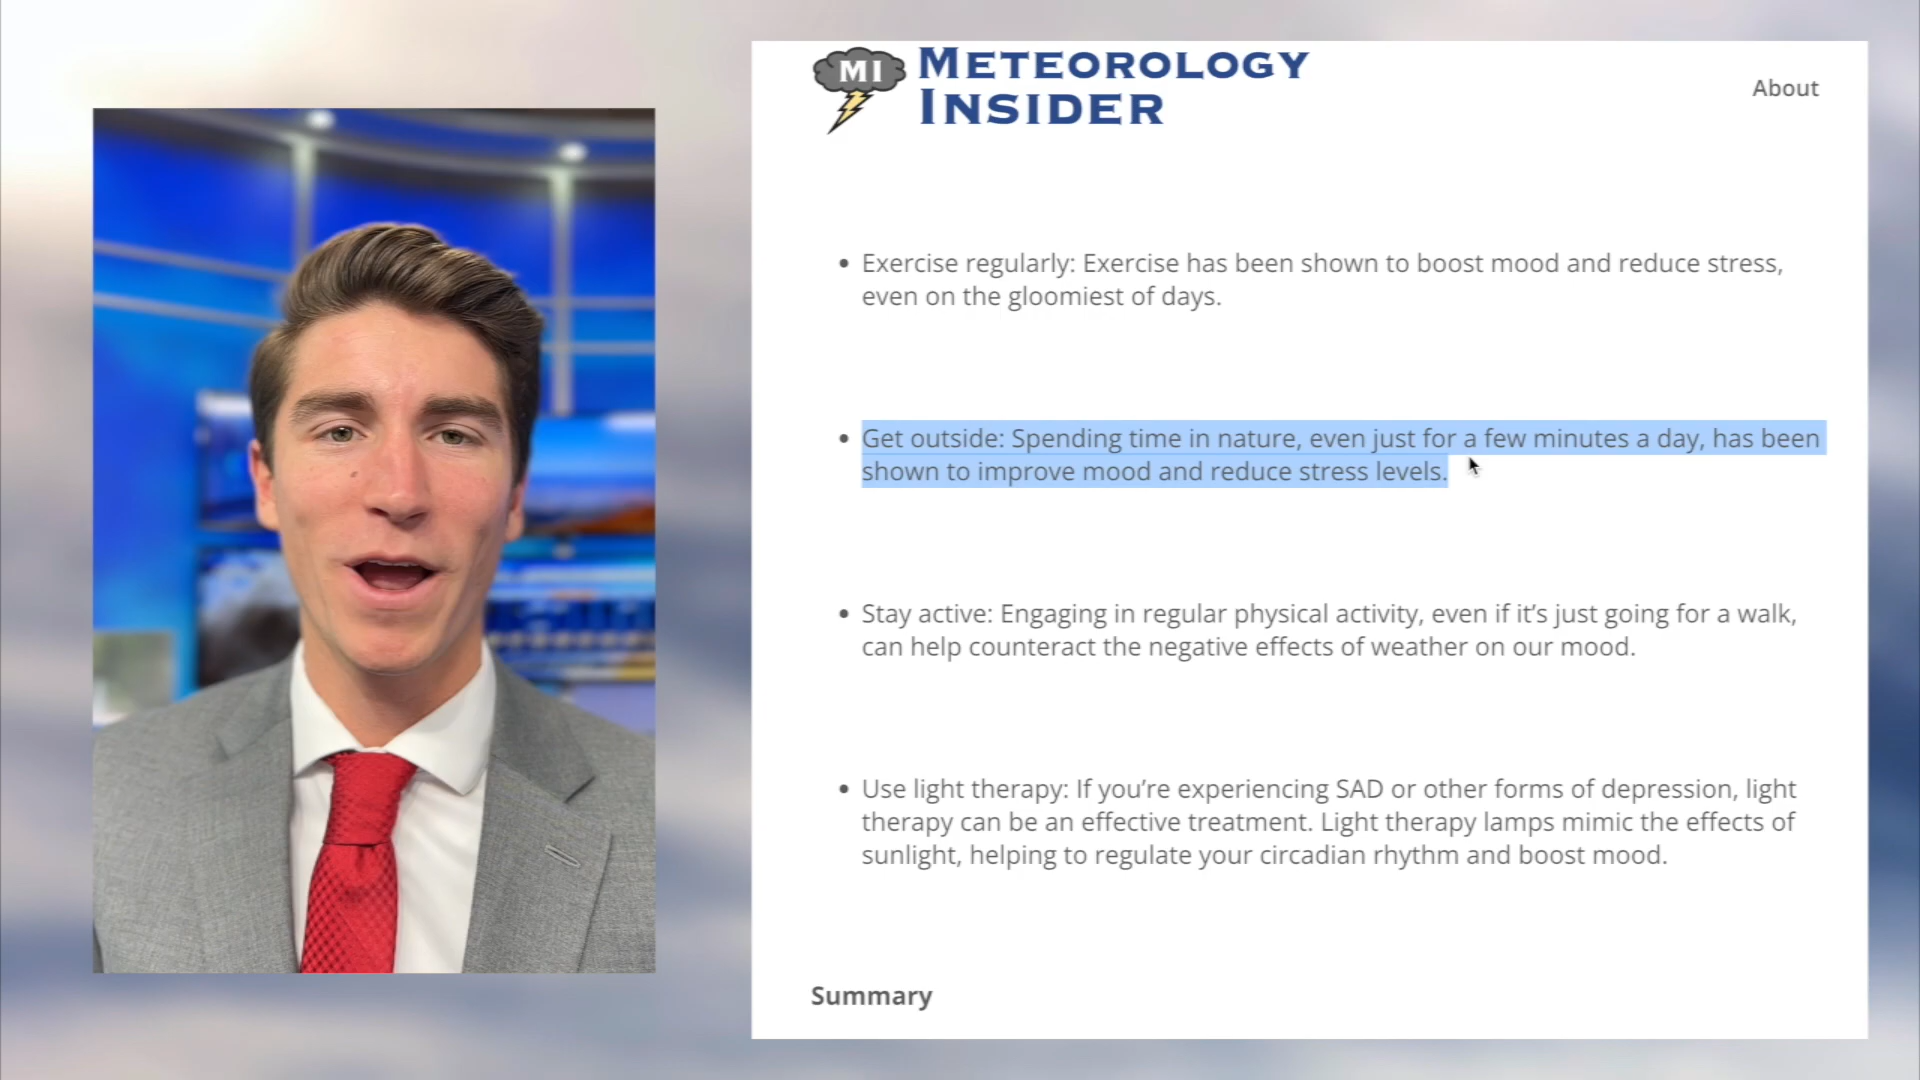 MI
METEOROLOGY
INSIDER
About
• Exercise regularly: Exercise has been shown to boost mood and reduce stress,
even on the gloomiest of days.
• Get outside: Spending time in nature, even just for a few minutes a day, has been
shown to improve mood and reduce stress levels.
• Stay active: Engaging in regular physical activity, even if it’s just going for a walk,
can help counteract the negative effects of weather on our mood.
• Use light therapy: If you’re experiencing SAD or other forms of depression, light
therapy can be an effective treatment. Light therapy lamps mimic the effects of
sunlight, helping to regulate your circadian rhythm and boost mood.
Summary